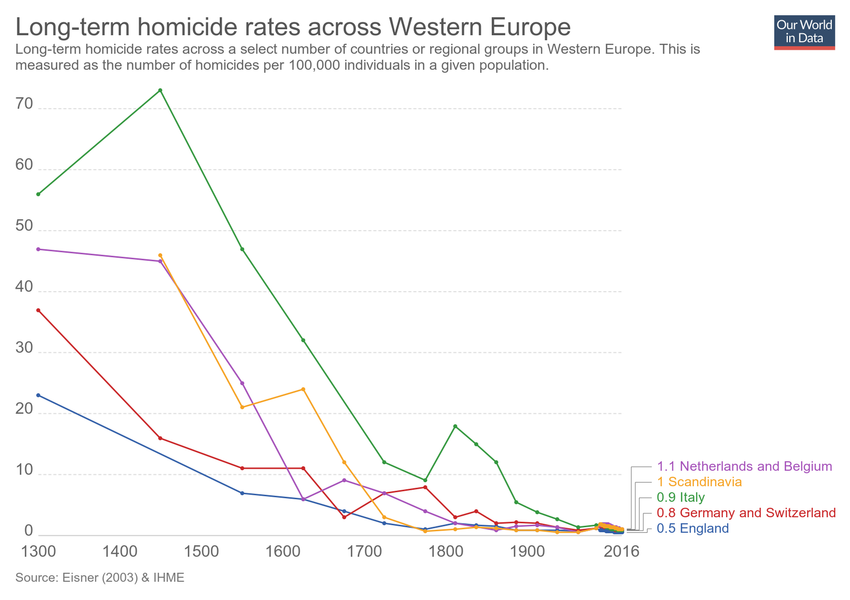 Long-term homicide rates across Western Europe
Our World
in Data
Long-term homicide rates across a select number of countries or regional groups in Western Europe. This is
measured as the number of homicides per 100,000 individuals in a given population.
70
60
50
40
30
20
10
0
1300 1400 1500 1600 1700 1800 1900 2016
1.1 Netherlands and Belgium
1 Scandinavia
0.9 Italy
0.8 Germany and Switzerland
0.5 England
Source: Eisner (2003) & IHME